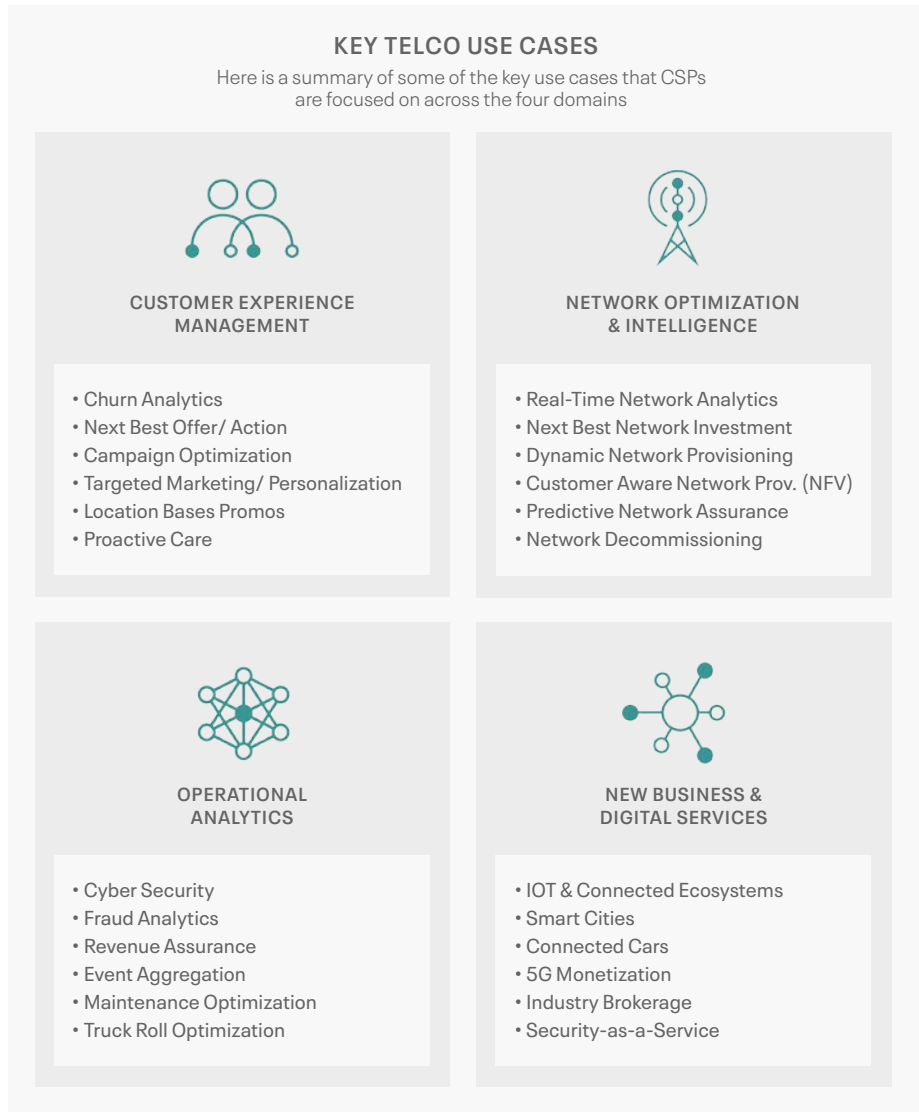 KEY TELCO USE CASES
Here is a summary of some of the key use cases that CSPs
are focused on across the four domains
CUSTOMER EXPERIENCE
MANAGEMENT
• Churn Analytics
• Next Best Offer/ Action
• Campaign Optimization
• Targeted Marketing/ Personalization
• Location Bases Promos
• Proactive Care
NETWORK OPTIMIZATION
& INTELLIGENCE
• Real-Time Network Analytics
• Next Best Network Investment
• Dynamic Network Provisioning
• Customer Aware Network Prov. (NFV)
• Predictive Network Assurance
• Network Decommissioning
OPERATIONAL
ANALYTICS
• Cyber Security
• Fraud Analytics
• Revenue Assurance
• Event Aggregation
• Maintenance Optimization
• Truck Roll Optimization
NEW BUSINESS &
DIGITAL SERVICES
• IOT & Connected Ecosystems
• Smart Cities
• Connected Cars
• 5G Monetization
• Industry Brokerage
• Security-as-a-Service